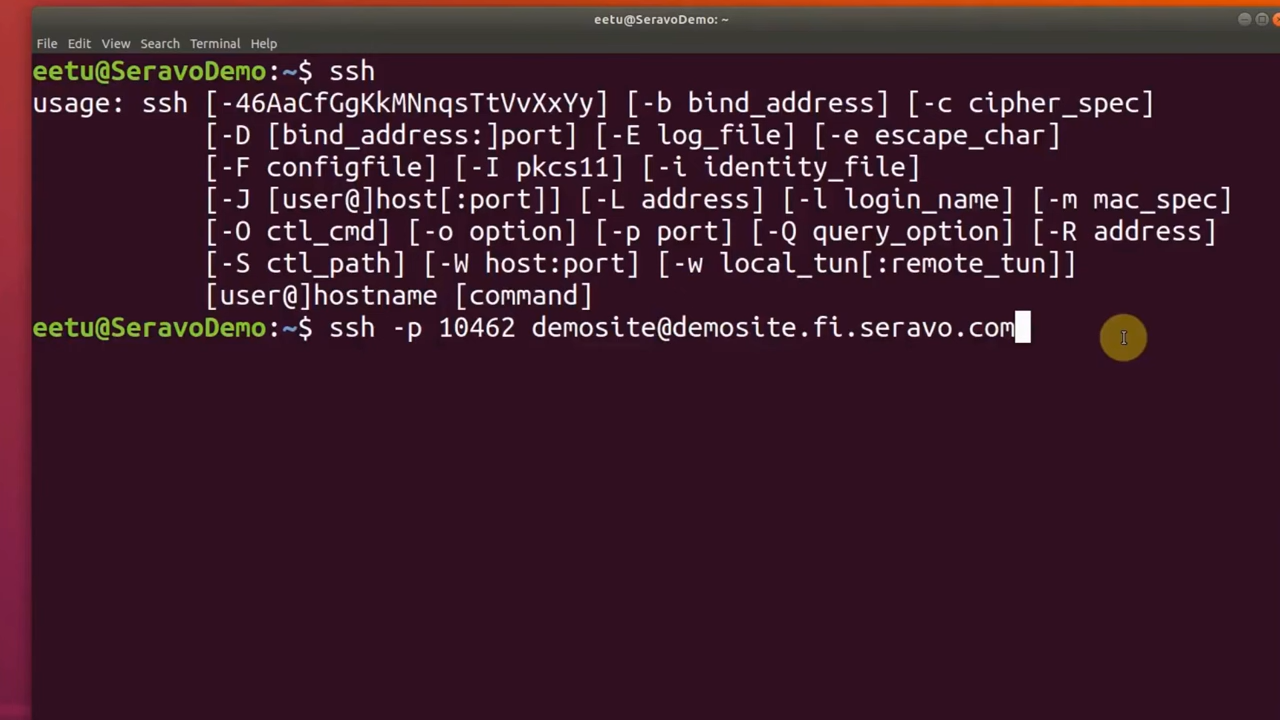 eetu@SeravoDemo: ~
File Edit View Search Terminal Help
eetu@SeravoDemo:~$ ssh
usage: ssh [-46AaCfGgKkMNnqsTtVvXxYy] [-b bind_address] [-c cipher_spec]
[-D [bind_address:]port] [-E log_file] [-e escape_char]
[-F configfile] [-I pkcs11] [-i identity_file]
[-J [user@]host[:port]] [-L address] [-l login_name] [-m mac_spec]
[-O ctl_cmd] [-o option] [-p port] [-Q query_option] [-R address]
[-S ctl_path] [-W host:port] [-w local_tun[:remote_tun]]
[user@]hostname [command]
eetu@SeravoDemo:~$ ssh -p 10462 demosite@demosite.fi.seravo.com